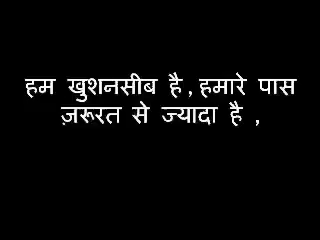 हम खुशनसीब है , हमारे पास
ज़रूरत से ज्यादा है ,